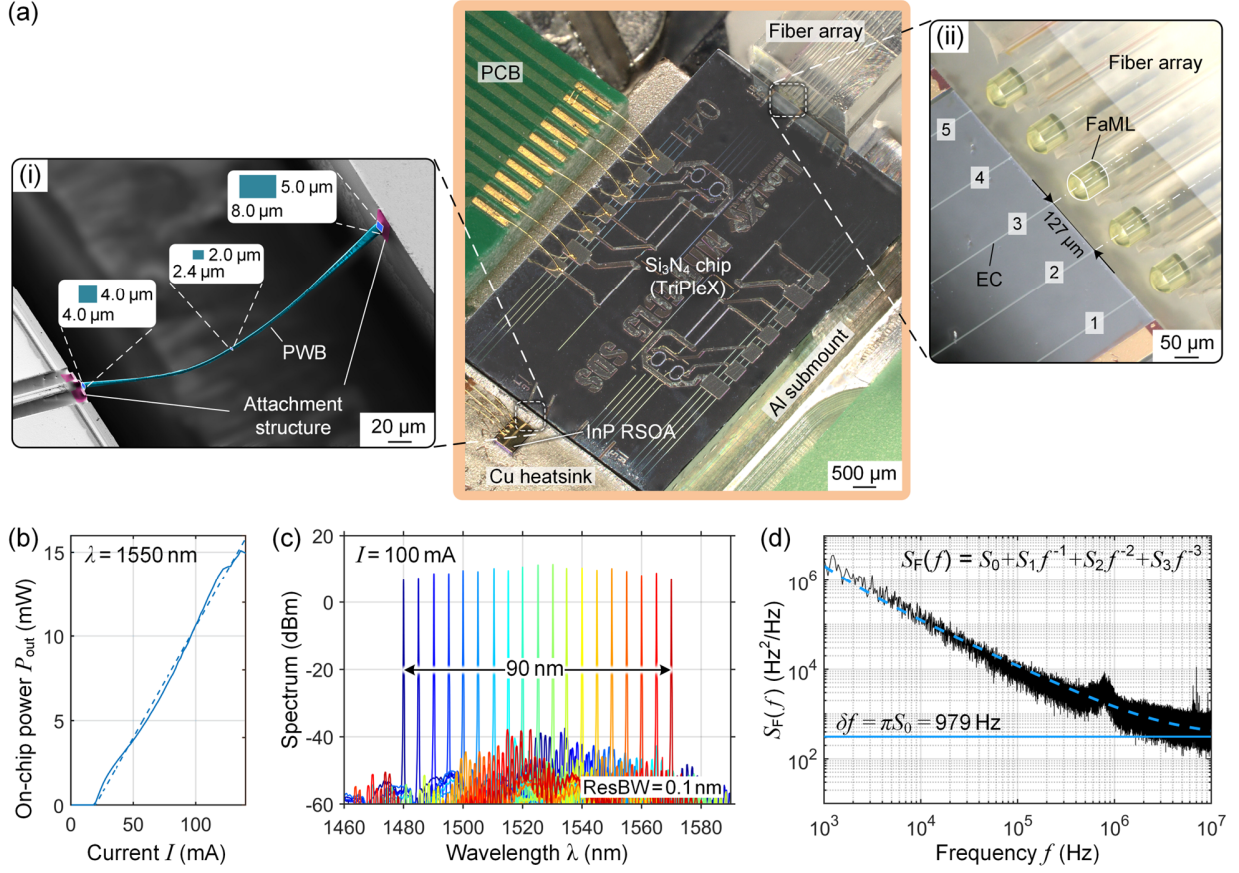 (a)
(i)
5.0 μm
8.0 μm
2.0 μm
2.4 μm
4.0 μm
4.0 μm
PWB
Attachment
structure
20 μm
PCB
Fiber array
04-1
Si₃N₄ chip
(TriPleX)
InP RSOA
Al submount
Cu heatsink
500 μm
(ii)
Fiber array
FaML
5
4
3
2
1
127 μm
EC
50 μm
(b)
λ = 1550 nm
On-chip power Pout (mW)
15
10
5
0
0
50
100
Current I (mA)
(c)
I = 100 mA
Spectrum (dBm)
20
0
-20
-40
-60
90 nm
ResBW = 0.1 nm
1460
1480
1500
1520
1540
1560
1580
Wavelength λ (nm)
(d)
S_F(f) = S₀+S₁f⁻¹+S₂f⁻²+S₃f⁻³
S_F(f) (Hz²/Hz)
10⁶
10⁴
10²
δf = πS₀ = 979 Hz
10³
10⁴
10⁵
10⁶
10⁷
Frequency f (Hz)